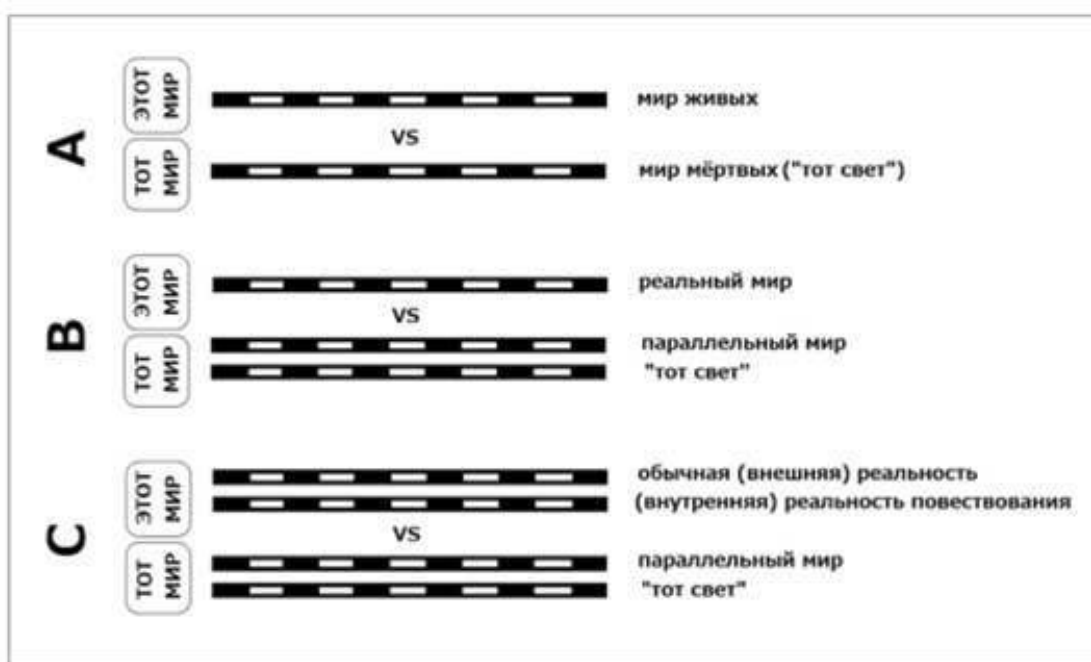 A
ЭТОТ
МИР
мир живых
VS
ТОТ
МИР
мир мёртвых ("тот свет")
B
ЭТОТ
МИР
реальный мир
VS
ТОТ
МИР
параллельный мир
"тот свет"
C
ЭТОТ
МИР
обычная (внешняя) реальность
(внутренняя) реальность повествования
VS
ТОТ
МИР
параллельный мир
"тот свет"